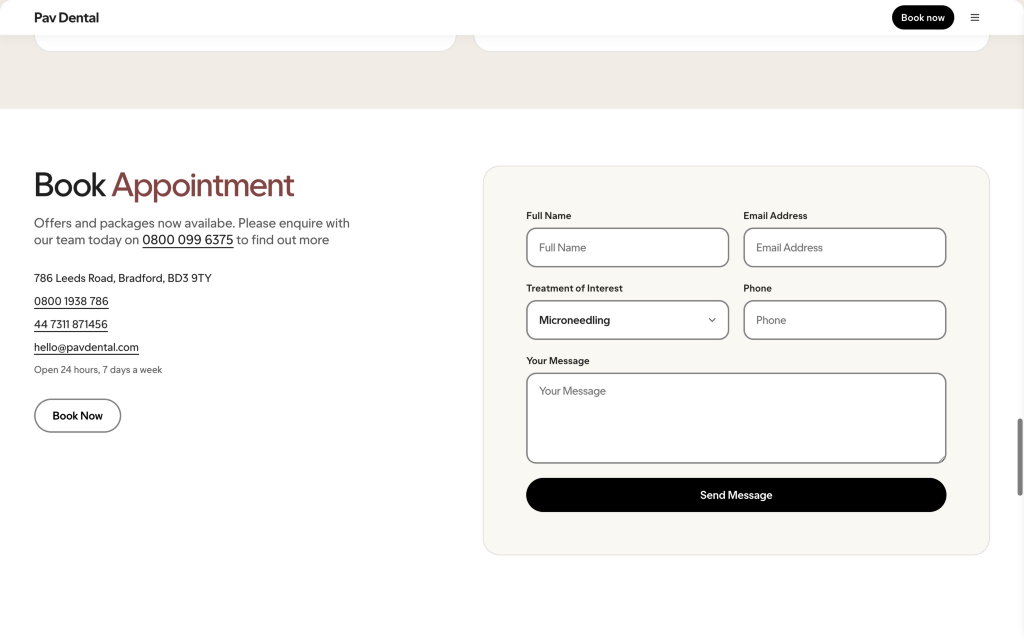 Pav Dental
Book now
Book Appointment
Offers and packages now availabe. Please enquire with
our team today on 0800 099 6375 to find out more
786 Leeds Road, Bradford, BD3 9TY
0800 1938 786
44 7311 871456
hello@pavdental.com
Open 24 hours, 7 days a week
Book Now
Full Name
Email Address
Full Name
Email Address
Treatment of Interest
Phone
Microneedling
Phone
Your Message
Your Message
Send Message